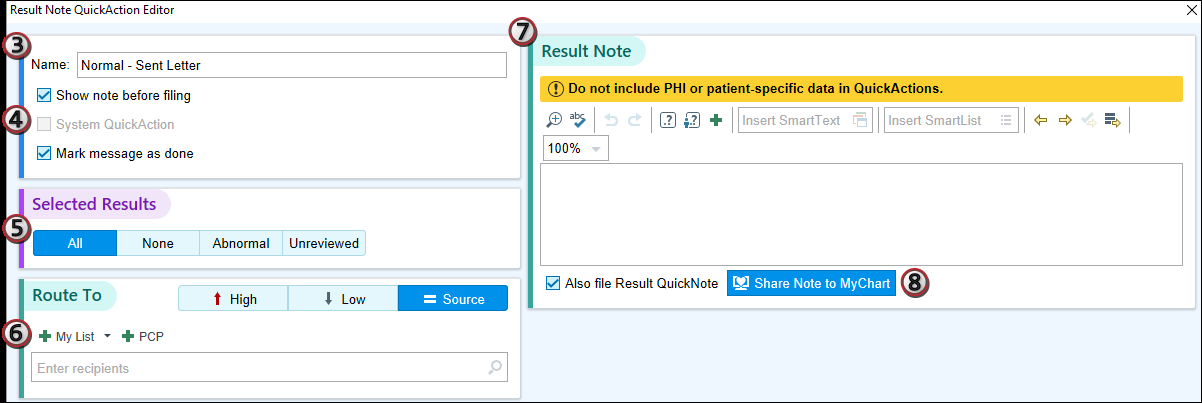 Result Note QuickAction Editor
3
Name: Normal - Sent Letter
Show note before filing
4
System QuickAction
Mark message as done
Selected Results
5
All None Abnormal Unreviewed
Route To
High Low Source
6
My List PCP
Enter recipients
7
Result Note
Do not include PHI or patient-specific data in QuickActions.
abc Insert SmartText Insert SmartList
100%
Also file Result QuickNote Share Note to MyChart 8